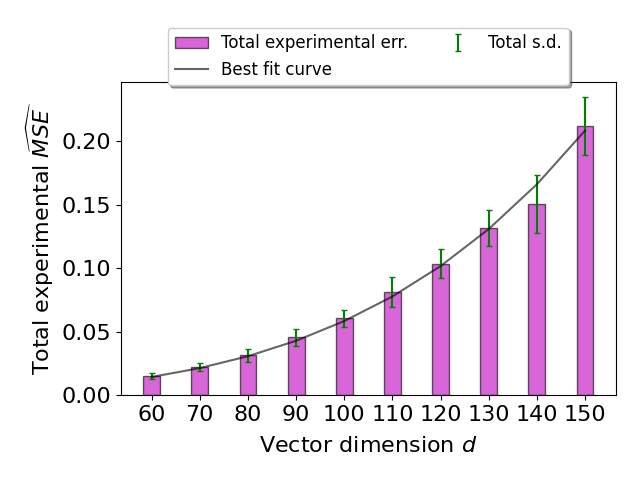 Total experimental err.
Total s.d.
Best fit curve
Total experimental $\widehat{MSE}$
0.20
0.15
0.10
0.05
0.00
60 70 80 90 100 110 120 130 140 150
Vector dimension d